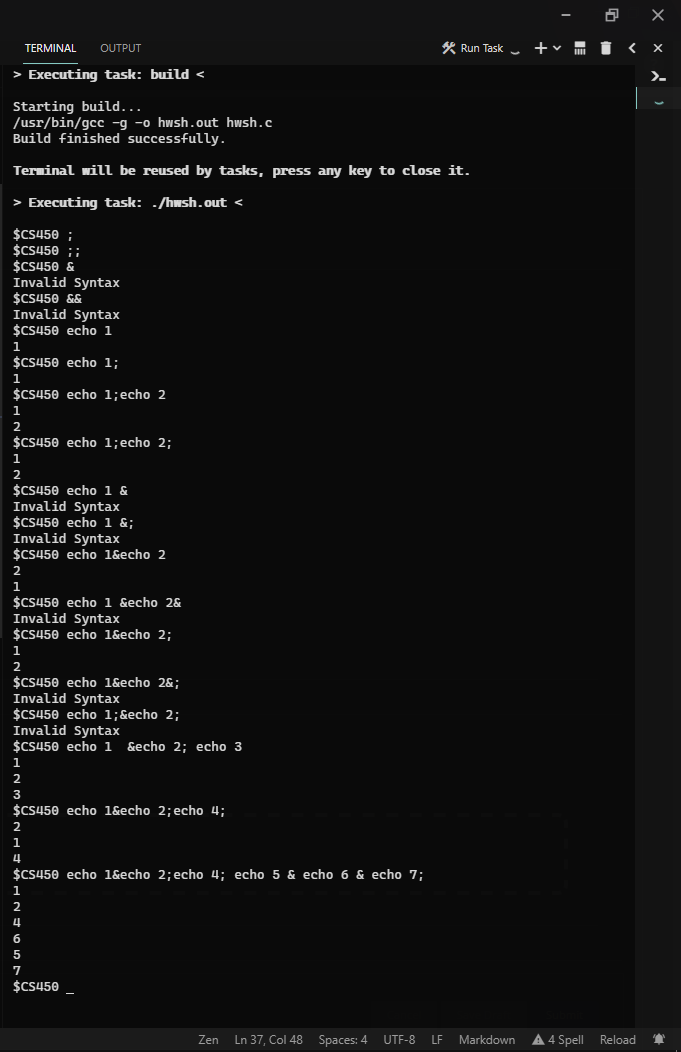 TERMINAL OUTPUT Run Task
> Executing task: build <
Starting build...
/usr/bin/gcc -g -o hwsh.out hwsh.c
Build finished successfully.
Terminal will be reused by tasks, press any key to close it.
> Executing task: ./hwsh.out <
$CS450 ;
$CS450 ;;
$CS450 &
Invalid Syntax
$CS450 &&
Invalid Syntax
$CS450 echo 1
1
$CS450 echo 1;
1
$CS450 echo 1;echo 2
1
2
$CS450 echo 1;echo 2;
1
2
$CS450 echo 1 &
Invalid Syntax
$CS450 echo 1 &;
Invalid Syntax
$CS450 echo 1&echo 2
2
1
$CS450 echo 1 &echo 2&
Invalid Syntax
$CS450 echo 1&echo 2;
1
2
$CS450 echo 1&echo 2&;
Invalid Syntax
$CS450 echo 1;&echo 2;
Invalid Syntax
$CS450 echo 1  &echo 2; echo 3
1
2
3
$CS450 echo 1&echo 2;echo 4;
2
1
4
$CS450 echo 1&echo 2;echo 4; echo 5 & echo 6 & echo 7;
1
2
4
6
5
7
$CS450 _
Zen Ln 37, Col 48 Spaces: 4 UTF-8 LF Markdown 4 Spell Reload